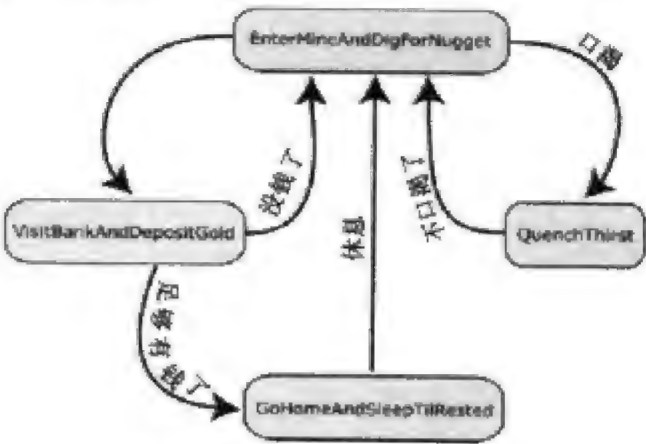 EnterMineAndDigForNugget
口渴
没钱了
不口渴了
VisitBankAndDepositGold
休息
QuenchThirst
足够有钱了
GoHomeAndSleepTillRested